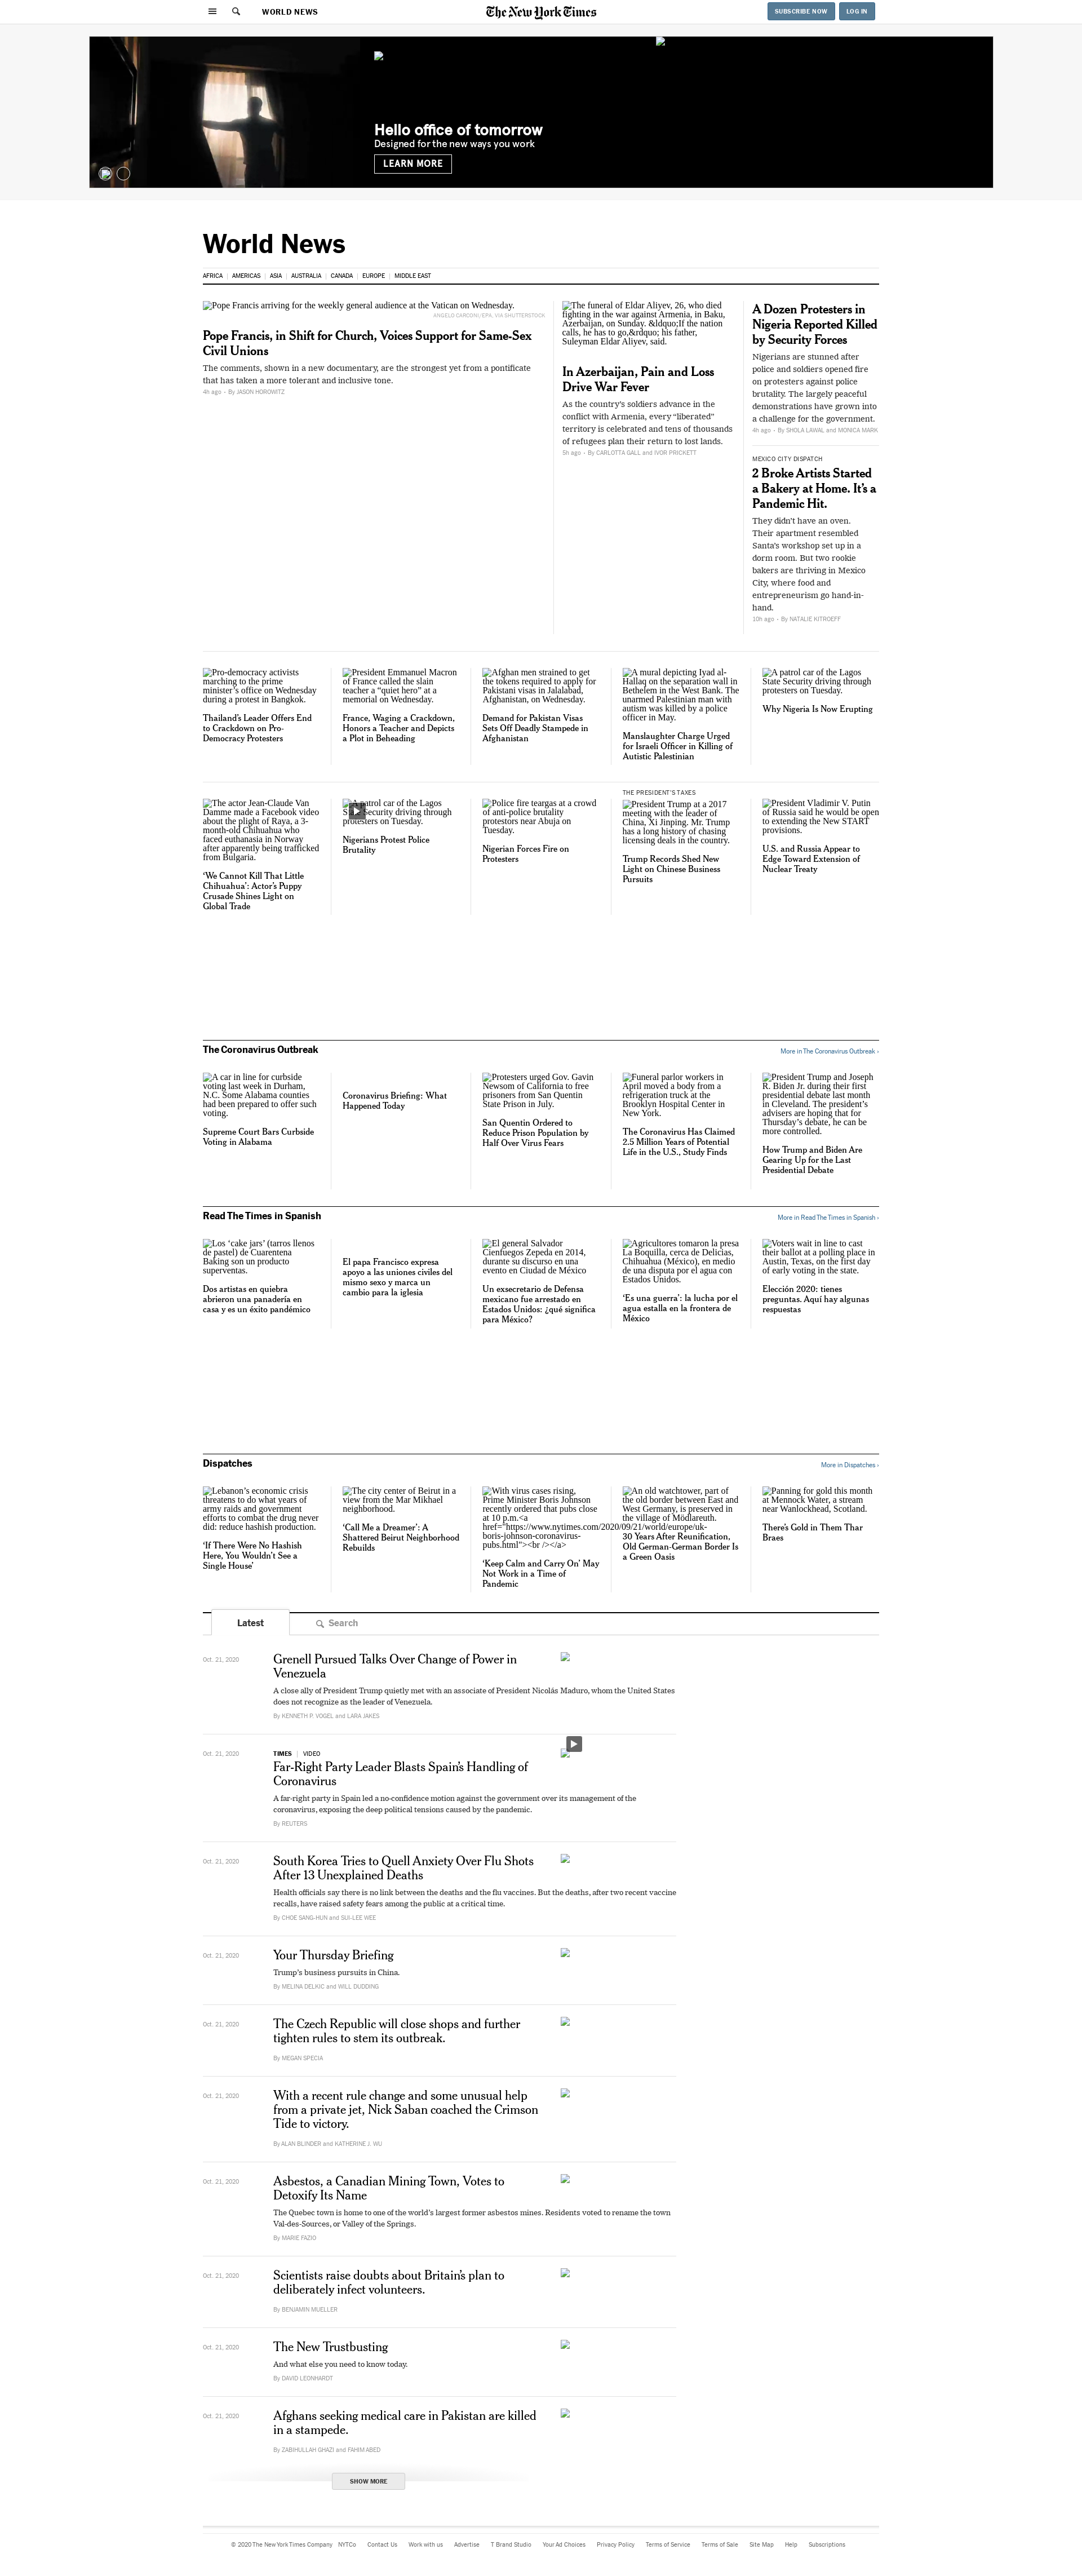 WORLD NEWS
The New York Times
SUBSCRIBE NOW
LOG IN
Hello office of tomorrow
Designed for the new ways you work
LEARN MORE
World News
AFRICA
AMERICAS
ASIA
AUSTRALIA
CANADA
EUROPE
MIDDLE EAST
Pope Francis arriving for the weekly general audience at the Vatican on Wednesday.
ANGELO CARCONI/EPA, VIA SHUTTERSTOCK
Pope Francis, in Shift for Church, Voices Support for Same-Sex
Civil Unions
The comments, shown in a new documentary, are the strongest yet from a pontificate
that has taken a more tolerant and inclusive tone.
4h ago · By JASON HOROWITZ
The funeral of Eldar Aliyev, 26, who died
fighting in the war against Armenia, in Baku,
Azerbaijan, on Sunday. &ldquo;If the nation
calls, he has to go,&rdquo; his father,
Suleyman Eldar Aliyev, said.
In Azerbaijan, Pain and Loss
Drive War Fever
As the country’s soldiers advance in the
conflict with Armenia, every “liberated”
territory is celebrated and tens of thousands
of refugees plan their return to lost lands.
5h ago · By CARLOTTA GALL and IVOR PRICKETT
A Dozen Protesters in
Nigeria Reported Killed
by Security Forces
Nigerians are stunned after
police and soldiers opened fire
on protesters against police
brutality. The largely peaceful
demonstrations have grown into
a challenge for the government.
4h ago · By SHOLA LAWAL and MONICA MARK
MEXICO CITY DISPATCH
2 Broke Artists Started
a Bakery at Home. It’s a
Pandemic Hit.
They didn’t have an oven.
Their apartment resembled
Santa’s workshop set up in a
dorm room. But two rookie
bakers are thriving in Mexico
City, where food and
entrepreneurism go hand-in-
hand.
10h ago · By NATALIE KITROEFF
Pro-democracy activists
marching to the prime
minister’s office on Wednesday
during a protest in Bangkok.
Thailand’s Leader Offers End
to Crackdown on Pro-
Democracy Protesters
President Emmanuel Macron
of France called the slain
teacher a “quiet hero” at a
memorial on Wednesday.
France, Waging a Crackdown,
Honors a Teacher and Depicts
a Plot in Beheading
Afghan men strained to get
the tokens required to apply for
Pakistani visas in Jalalabad,
Afghanistan, on Wednesday.
Demand for Pakistan Visas
Sets Off Deadly Stampede in
Afghanistan
A mural depicting Iyad al-
Hallaq on the separation wall in
Bethelem in the West Bank. The
unarmed Palestinian man with
autism was killed by a police
officer in May.
Manslaughter Charge Urged
for Israeli Officer in Killing of
Autistic Palestinian
A patrol car of the Lagos
State Security driving through
protesters on Tuesday.
Why Nigeria Is Now Erupting
The actor Jean-Claude Van
Damme made a Facebook video
about the plight of Raya, a 3-
month-old Chihuahua who
faced euthanasia in Norway
after apparently being trafficked
from Bulgaria.
‘We Cannot Kill That Little
Chihuahua’: Actor’s Puppy
Crusade Shines Light on
Global Trade
A patrol car of the Lagos
State Security driving through
protesters on Tuesday.
Nigerians Protest Police
Brutality
Police fire teargas at a crowd
of anti-police brutality
protestors near Abuja on
Tuesday.
Nigerian Forces Fire on
Protesters
THE PRESIDENT’S TAXES
President Trump at a 2017
meeting with the leader of
China, Xi Jinping. Mr. Trump
has a long history of chasing
licensing deals in the country.
Trump Records Shed New
Light on Chinese Business
Pursuits
President Vladimir V. Putin
of Russia said he would be open
to extending the New START
provisions.
U.S. and Russia Appear to
Edge Toward Extension of
Nuclear Treaty
The Coronavirus Outbreak
More in The Coronavirus Outbreak ›
A car in line for curbside
voting last week in Durham,
N.C. Some Alabama counties
had been prepared to offer such
voting.
Supreme Court Bars Curbside
Voting in Alabama
Coronavirus Briefing: What
Happened Today
Protesters urged Gov. Gavin
Newsom of California to free
prisoners from San Quentin
State Prison in July.
San Quentin Ordered to
Reduce Prison Population by
Half Over Virus Fears
Funeral parlor workers in
April moved a body from a
refrigeration truck at the
Brooklyn Hospital Center in
New York.
The Coronavirus Has Claimed
2.5 Million Years of Potential
Life in the U.S., Study Finds
President Trump and Joseph
R. Biden Jr. during their first
presidential debate last month
in Cleveland. The president’s
advisers are hoping that for
Thursday’s debate, he can be
more controlled.
How Trump and Biden Are
Gearing Up for the Last
Presidential Debate
Read The Times in Spanish
More in Read The Times in Spanish ›
Los ‘cake jars’ (tarros llenos
de pastel) de Cuarentena
Baking son un producto
superventas.
Dos artistas en quiebra
abrieron una panadería en
casa y es un éxito pandémico
El papa Francisco expresa
apoyo a las uniones civiles del
mismo sexo y marca un
cambio para la iglesia
El general Salvador
Cienfuegos Zepeda en 2014,
durante su discurso en una
evento en Ciudad de México
Un exsecretario de Defensa
mexicano fue arrestado en
Estados Unidos: ¿qué significa
para México?
Agricultores tomaron la presa
La Boquilla, cerca de Delicias,
Chihuahua (México), en medio
de una disputa por el agua con
Estados Unidos.
‘Es una guerra’: la lucha por el
agua estalla en la frontera de
México
Voters wait in line to cast
their ballot at a polling place in
Austin, Texas, on the first day
of early voting in the state.
Elección 2020: tienes
preguntas. Aquí hay algunas
respuestas
Dispatches
More in Dispatches ›
Lebanon’s economic crisis
threatens to do what years of
army raids and government
efforts to combat the drug never
did: reduce hashish production.
‘If There Were No Hashish
Here, You Wouldn’t See a
Single House’
The city center of Beirut in a
view from the Mar Mikhael
neighborhood.
‘Call Me a Dreamer’: A
Shattered Beirut Neighborhood
Rebuilds
With virus cases rising,
Prime Minister Boris Johnson
recently ordered that pubs close
at 10 p.m.<a
href="https://www.nytimes.com/2020/09/21/world/europe/uk-
boris-johnson-coronavirus-
pubs.html"><br /></a>
‘Keep Calm and Carry On’ May
Not Work in a Time of
Pandemic
An old watchtower, part of
the old border between East and
West Germany, is preserved in
the village of Mödlareuth.
30 Years After Reunification,
Old German-German Border Is
a Green Oasis
Panning for gold this month
at Mennock Water, a stream
near Wanlockhead, Scotland.
There’s Gold in Them Thar
Braes
Latest
Search
Oct. 21, 2020
Grenell Pursued Talks Over Change of Power in
Venezuela
A close ally of President Trump quietly met with an associate of President Nicolás Maduro, whom the United States
does not recognize as the leader of Venezuela.
By KENNETH P. VOGEL and LARA JAKES
Oct. 21, 2020
TIMES | VIDEO
Far-Right Party Leader Blasts Spain’s Handling of
Coronavirus
A far-right party in Spain led a no-confidence motion against the government over its management of the
coronavirus, exposing the deep political tensions caused by the pandemic.
By REUTERS
Oct. 21, 2020
South Korea Tries to Quell Anxiety Over Flu Shots
After 13 Unexplained Deaths
Health officials say there is no link between the deaths and the flu vaccines. But the deaths, after two recent vaccine
recalls, have raised safety fears among the public at a critical time.
By CHOE SANG-HUN and SUI-LEE WEE
Oct. 21, 2020
Your Thursday Briefing
Trump’s business pursuits in China.
By MELINA DELKIC and WILL DUDDING
Oct. 21, 2020
The Czech Republic will close shops and further
tighten rules to stem its outbreak.
By MEGAN SPECIA
Oct. 21, 2020
With a recent rule change and some unusual help
from a private jet, Nick Saban coached the Crimson
Tide to victory.
By ALAN BLINDER and KATHERINE J. WU
Oct. 21, 2020
Asbestos, a Canadian Mining Town, Votes to
Detoxify Its Name
The Quebec town is home to one of the world’s largest former asbestos mines. Residents voted to rename the town
Val-des-Sources, or Valley of the Springs.
By MARIE FAZIO
Oct. 21, 2020
Scientists raise doubts about Britain’s plan to
deliberately infect volunteers.
By BENJAMIN MUELLER
Oct. 21, 2020
The New Trustbusting
And what else you need to know today.
By DAVID LEONHARDT
Oct. 21, 2020
Afghans seeking medical care in Pakistan are killed
in a stampede.
By ZABIHULLAH GHAZI and FAHIM ABED
SHOW MORE
© 2020 The New York Times Company
NYTCo
Contact Us
Work with us
Advertise
T Brand Studio
Your Ad Choices
Privacy Policy
Terms of Service
Terms of Sale
Site Map
Help
Subscriptions